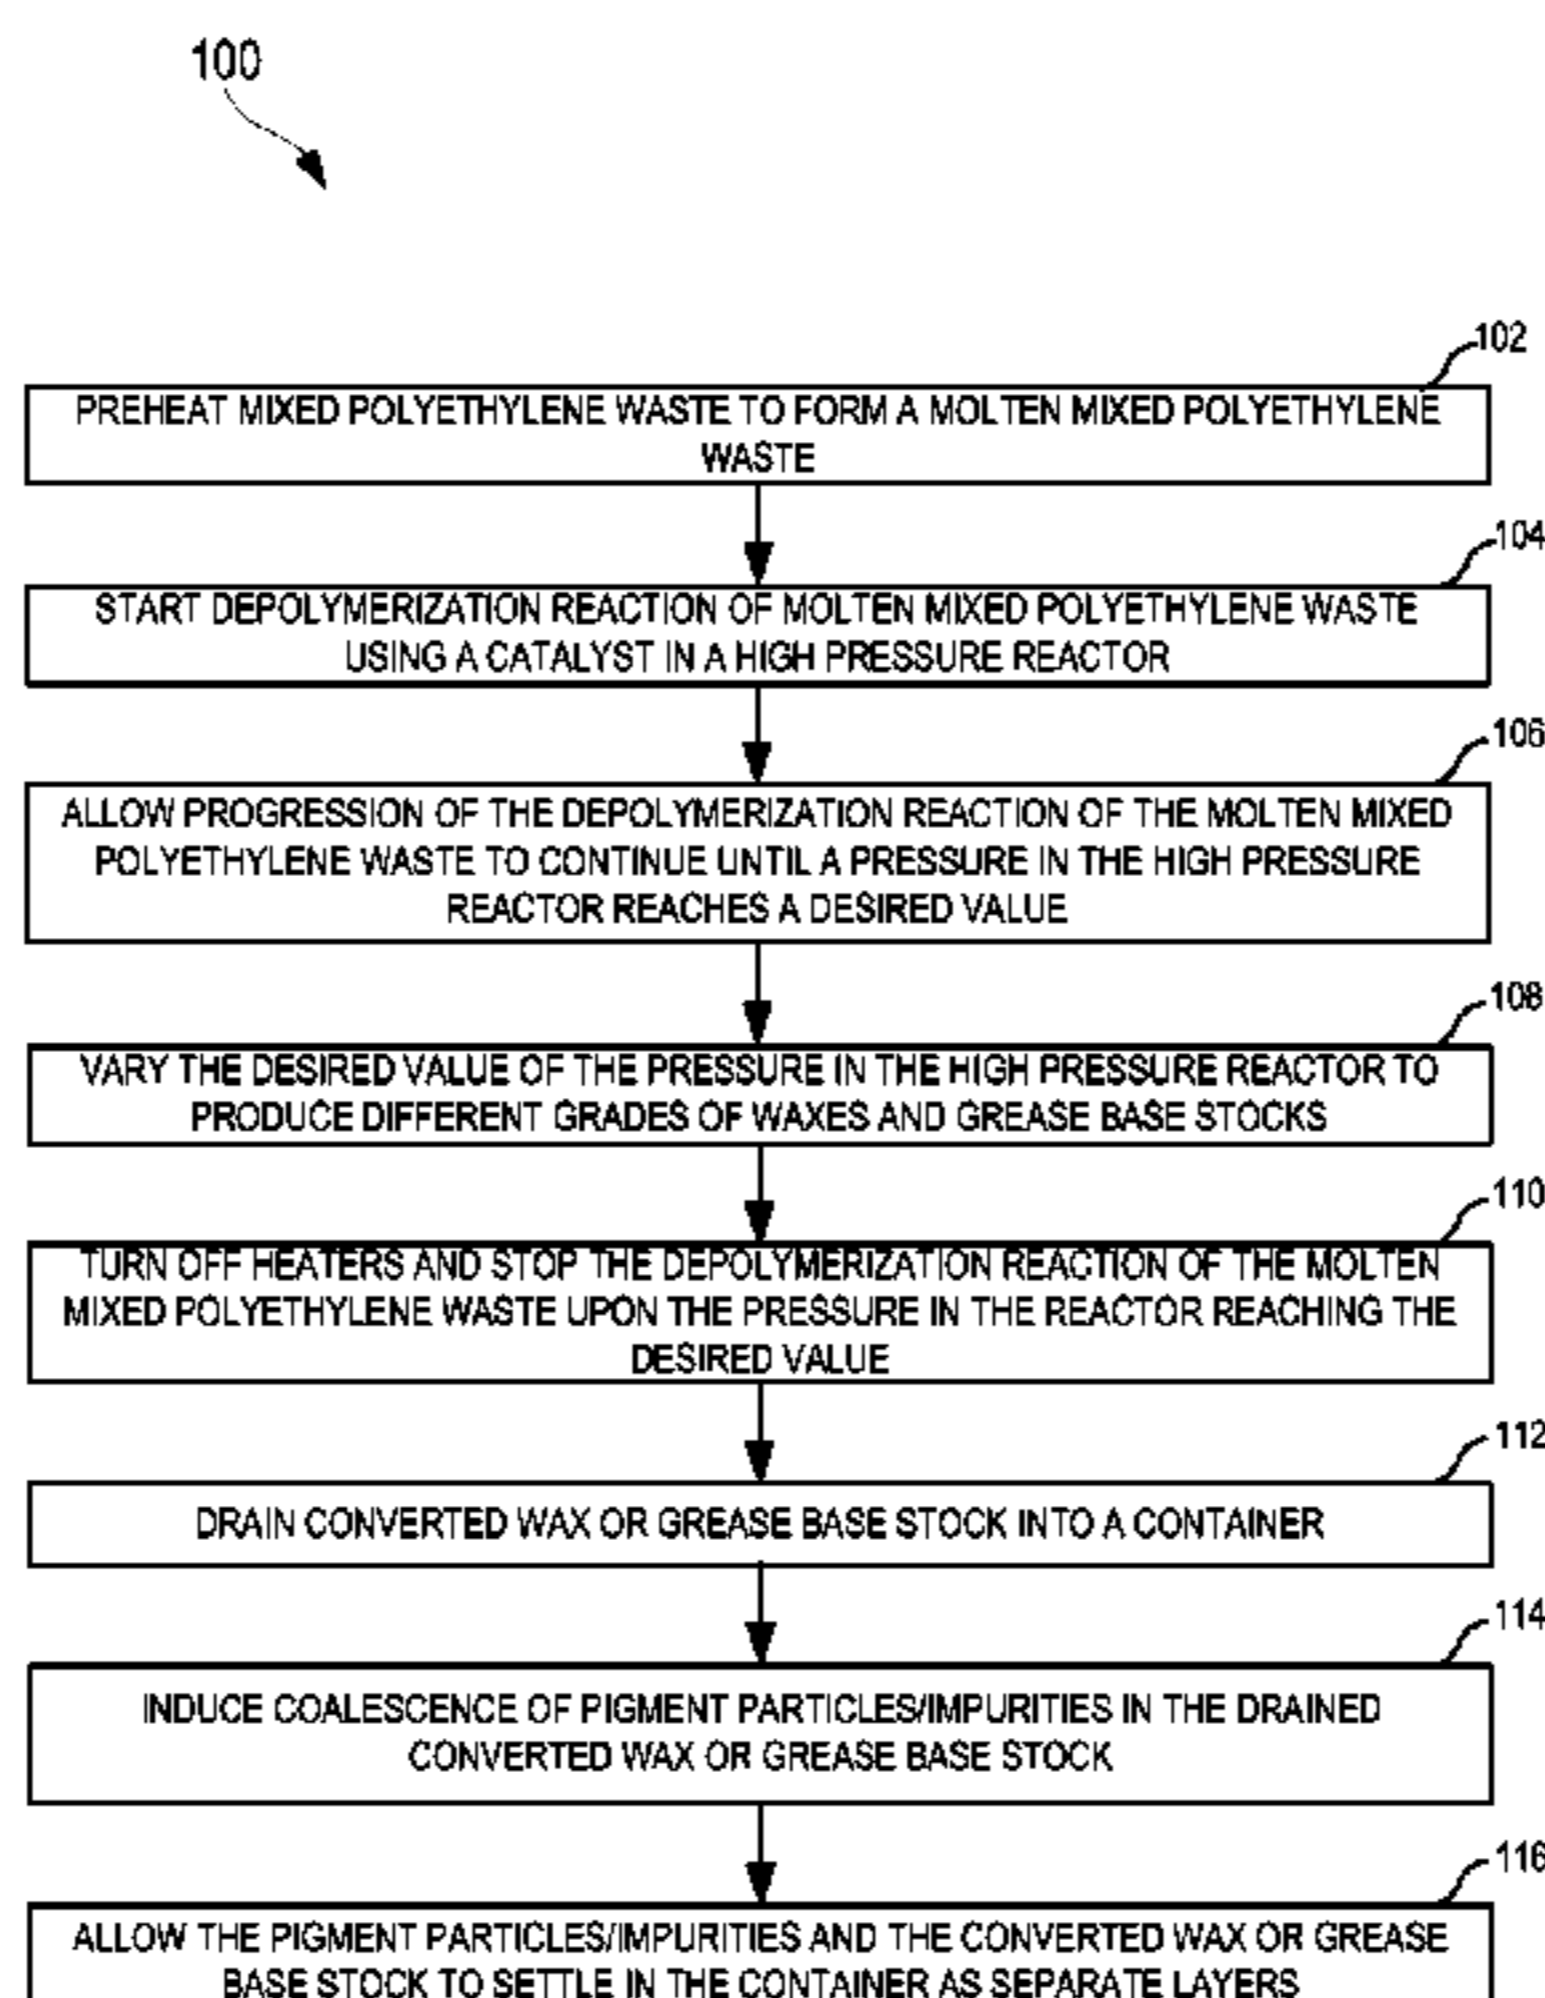 100
102
PREHEAT MIXED POLYETHYLENE WASTE TO FORM A MOLTEN MIXED POLYETHYLENE
WASTE
104
START DEPOLYMERIZATION REACTION OF MOLTEN MIXED POLYETHYLENE WASTE
USING A CATALYST IN A HIGH PRESSURE REACTOR
106
ALLOW PROGRESSION OF THE DEPOLYMERIZATION REACTION OF THE MOLTEN MIXED
POLYETHYLENE WASTE TO CONTINUE UNTIL A PRESSURE IN THE HIGH PRESSURE
REACTOR REACHES A DESIRED VALUE
108
VARY THE DESIRED VALUE OF THE PRESSURE IN THE HIGH PRESSURE REACTOR TO
PRODUCE DIFFERENT GRADES OF WAXES AND GREASE BASE STOCKS
110
TURN OFF HEATERS AND STOP THE DEPOLYMERIZATION REACTION OF THE MOLTEN
MIXED POLYETHYLENE WASTE UPON THE PRESSURE IN THE REACTOR REACHING THE
DESIRED VALUE
112
DRAIN CONVERTED WAX OR GREASE BASE STOCK INTO A CONTAINER
114
INDUCE COALESCENCE OF PIGMENT PARTICLES/IMPURITIES IN THE DRAINED
CONVERTED WAX OR GREASE BASE STOCK
116
ALLOW THE PIGMENT PARTICLES/IMPURITIES AND THE CONVERTED WAX OR GREASE
BASE STOCK TO SETTLE IN THE CONTAINER AS SEPARATE LAYERS